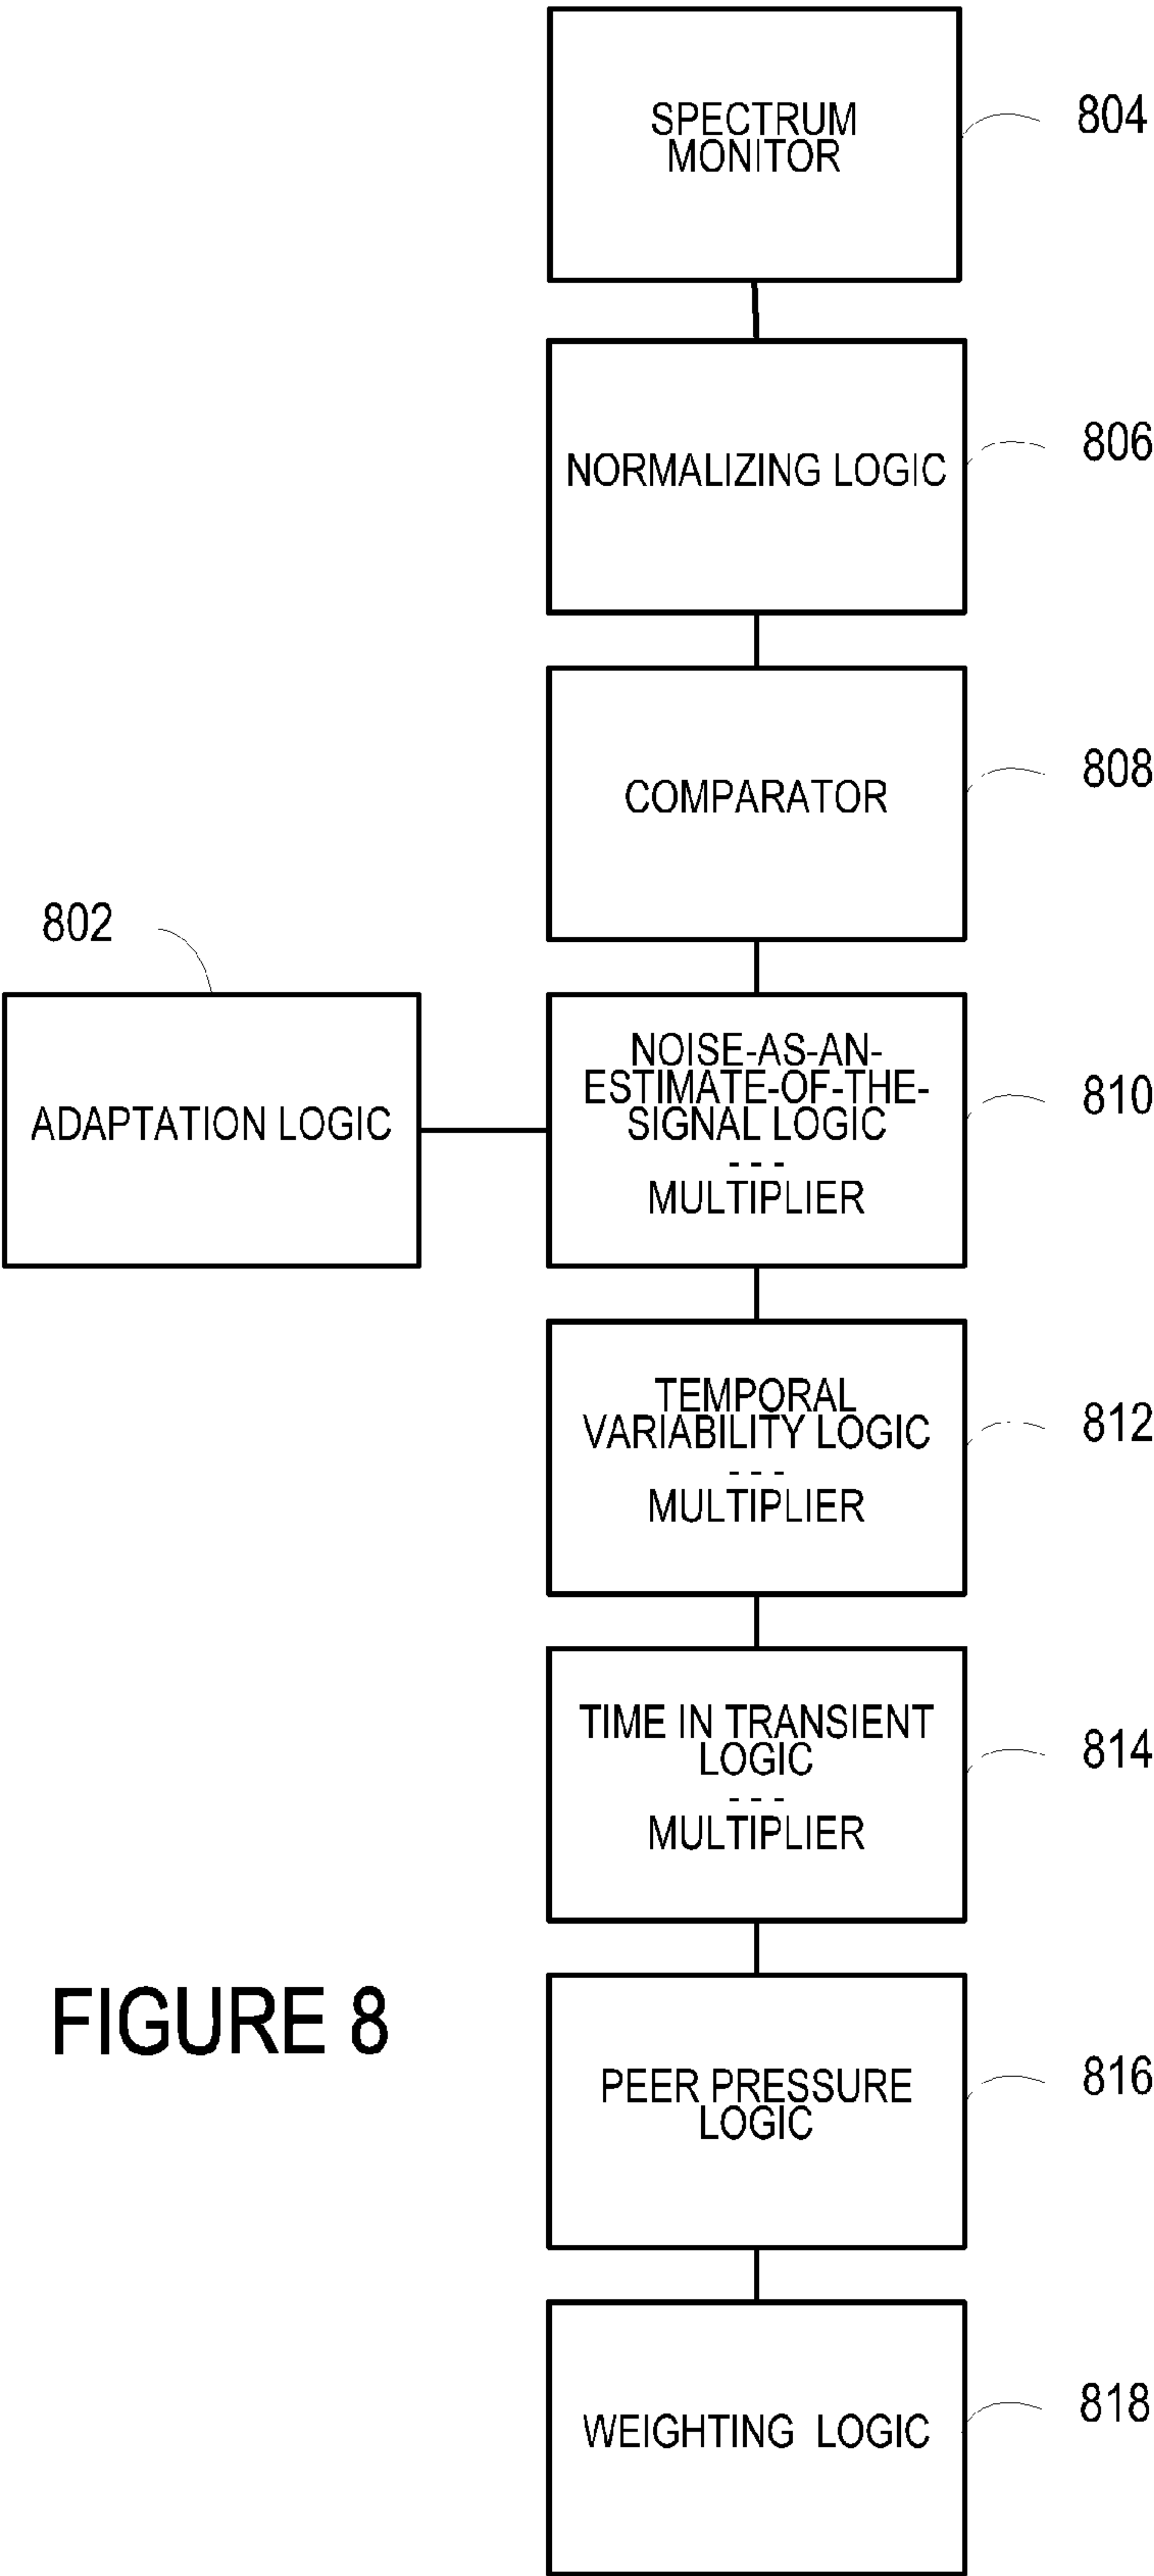 SPECTRUM
MONITOR
804
NORMALIZING LOGIC
806
COMPARATOR
808
802
ADAPTATION LOGIC
NOISE-AS-AN-
ESTIMATE-OF-THE-
SIGNAL LOGIC
- - -
MULTIPLIER
810
TEMPORAL
VARIABILITY LOGIC
- - -
MULTIPLIER
812
TIME IN TRANSIENT
LOGIC
- - -
MULTIPLIER
814
FIGURE 8
PEER PRESSURE
LOGIC
816
WEIGHTING LOGIC
818